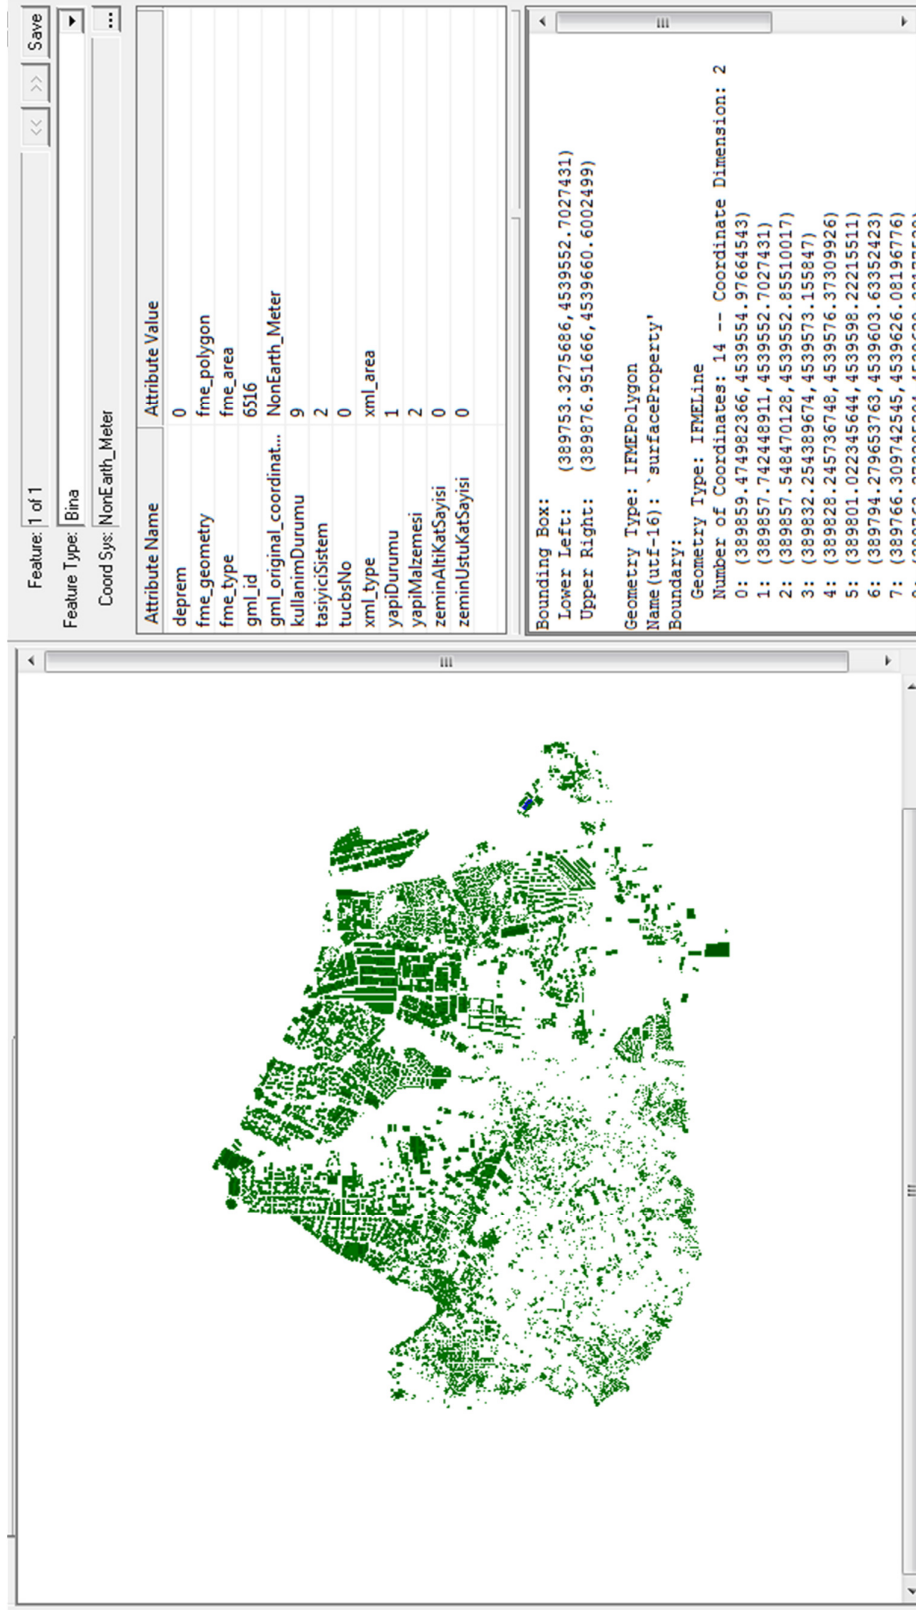 Feature: 1 of 1 << >> Save
Feature Type: Bina
Coord Sys: NonEarth_Meter ...
Attribute Name Attribute Value
deprem 0
fme_geometry fme_polygon
fme_type fme_area
gml_id 6516
gml_original_coordinat... NonEarth_Meter
kullanimDurumu 9
tasiyiciSistem 2
tucbsNo 0
xml_type xml_area
yapiDurumu 1
yapiMalzemesi 2
zeminAltiKatSayisi 0
zeminUstuKatSayisi 0
Bounding Box:
Lower Left: (389753.3275686,4539552.7027431)
Upper Right: (389876.951666,4539660.6002499)
Geometry Type: IFMEPolygon
Name(utf-16): `surfaceProperty'
Boundary:
Geometry Type: IFMELine
Number of Coordinates: 14 -- Coordinate Dimension: 2
0: (389859.474982366,4539554.97664543)
1: (389857.742448911,4539552.7027431)
2: (389857.548470128,4539552.85510017)
3: (389832.254389674,4539573.155847)
4: (389828.245736748,4539576.37309926)
5: (389801.022345644,4539598.22215511)
6: (389794.279653763,4539603.63352423)
7: (389766.309742545,4539626.08196776)